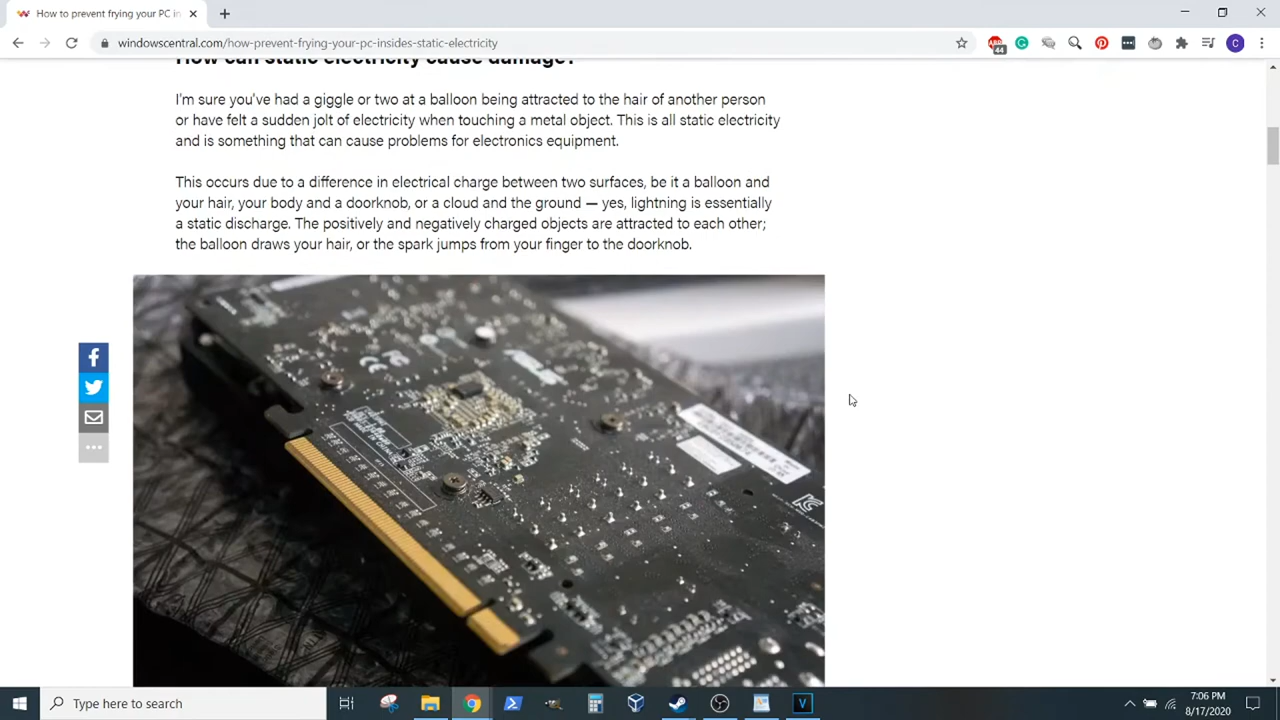 How to prevent frying your PC in
windowscentral.com/how-prevent-frying-your-pc-insides-static-electricity
44
C
How can static electricity cause damage?
I'm sure you've had a giggle or two at a balloon being attracted to the hair of another person
or have felt a sudden jolt of electricity when touching a metal object. This is all static electricity
and is something that can cause problems for electronics equipment.
This occurs due to a difference in electrical charge between two surfaces, be it a balloon and
your hair, your body and a doorknob, or a cloud and the ground — yes, lightning is essentially
a static discharge. The positively and negatively charged objects are attracted to each other;
the balloon draws your hair, or the spark jumps from your finger to the doorknob.
Type here to search
V
7:06 PM
8/17/2020